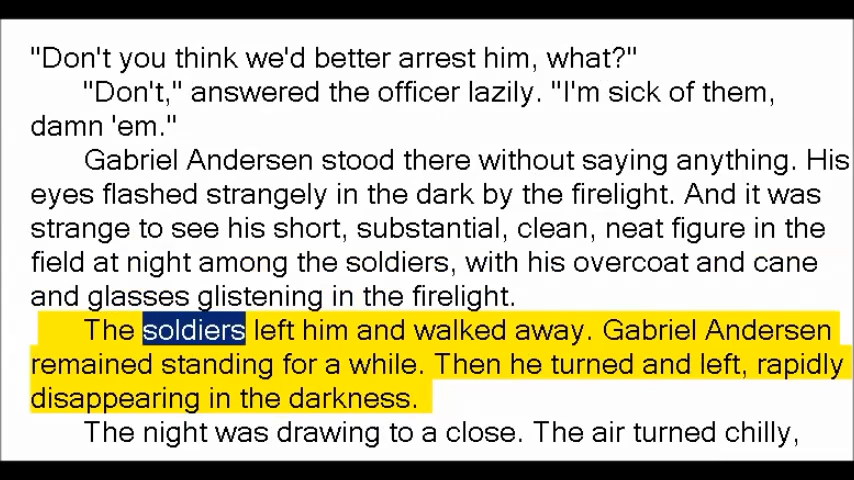 "Don't you think we'd better arrest him, what?"
"Don't," answered the officer lazily. "I'm sick of them,
damn 'em."
Gabriel Andersen stood there without saying anything. His
eyes flashed strangely in the dark by the firelight. And it was
strange to see his short, substantial, clean, neat figure in the
field at night among the soldiers, with his overcoat and cane
and glasses glistening in the firelight.
The soldiers left him and walked away. Gabriel Andersen
remained standing for a while. Then he turned and left, rapidly
disappearing in the darkness.
The night was drawing to a close. The air turned chilly,